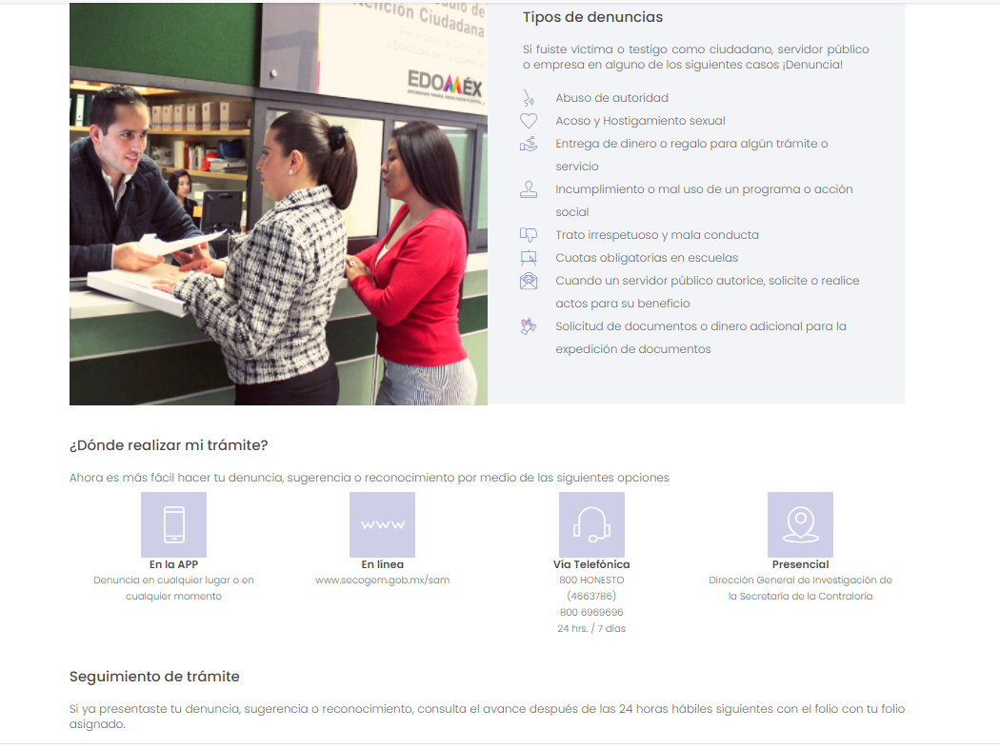 ódulo de
tención Ciudadana
EDOMÉX
Tipos de denuncias
Si fuiste víctima o testigo como ciudadano, servidor público
o empresa en alguno de los siguientes casos ¡Denuncia!
Abuso de autoridad
Acoso y Hostigamiento sexual
Entrega de dinero o regalo para algún trámite o
servicio
Incumplimiento o mal uso de un programa o acción
social
Trato irrespetuoso y mala conducta
Cuotas obligatorias en escuelas
Cuando un servidor público autorice, solicite o realice
actos para su beneficio
Solicitud de documentos o dinero adicional para la
expedición de documentos
¿Dónde realizar mi trámite?
Ahora es más fácil hacer tu denuncia, sugerencia o reconocimiento por medio de las siguientes opciones
www
En la APP
Denuncia en cualquier lugar o en
cualquier momento
En línea
www.secogem.gob.mx/sam
Vía Telefónica
800 HONESTO
(4663786)
800 6969696
24 hrs. / 7 días
Presencial
Dirección General de Investigación de
la Secretaría de la Contraloría
Seguimiento de trámite
Si ya presentaste tu denuncia, sugerencia o reconocimiento, consulta el avance después de las 24 horas hábiles siguientes con el folio con tu folio
asignado.